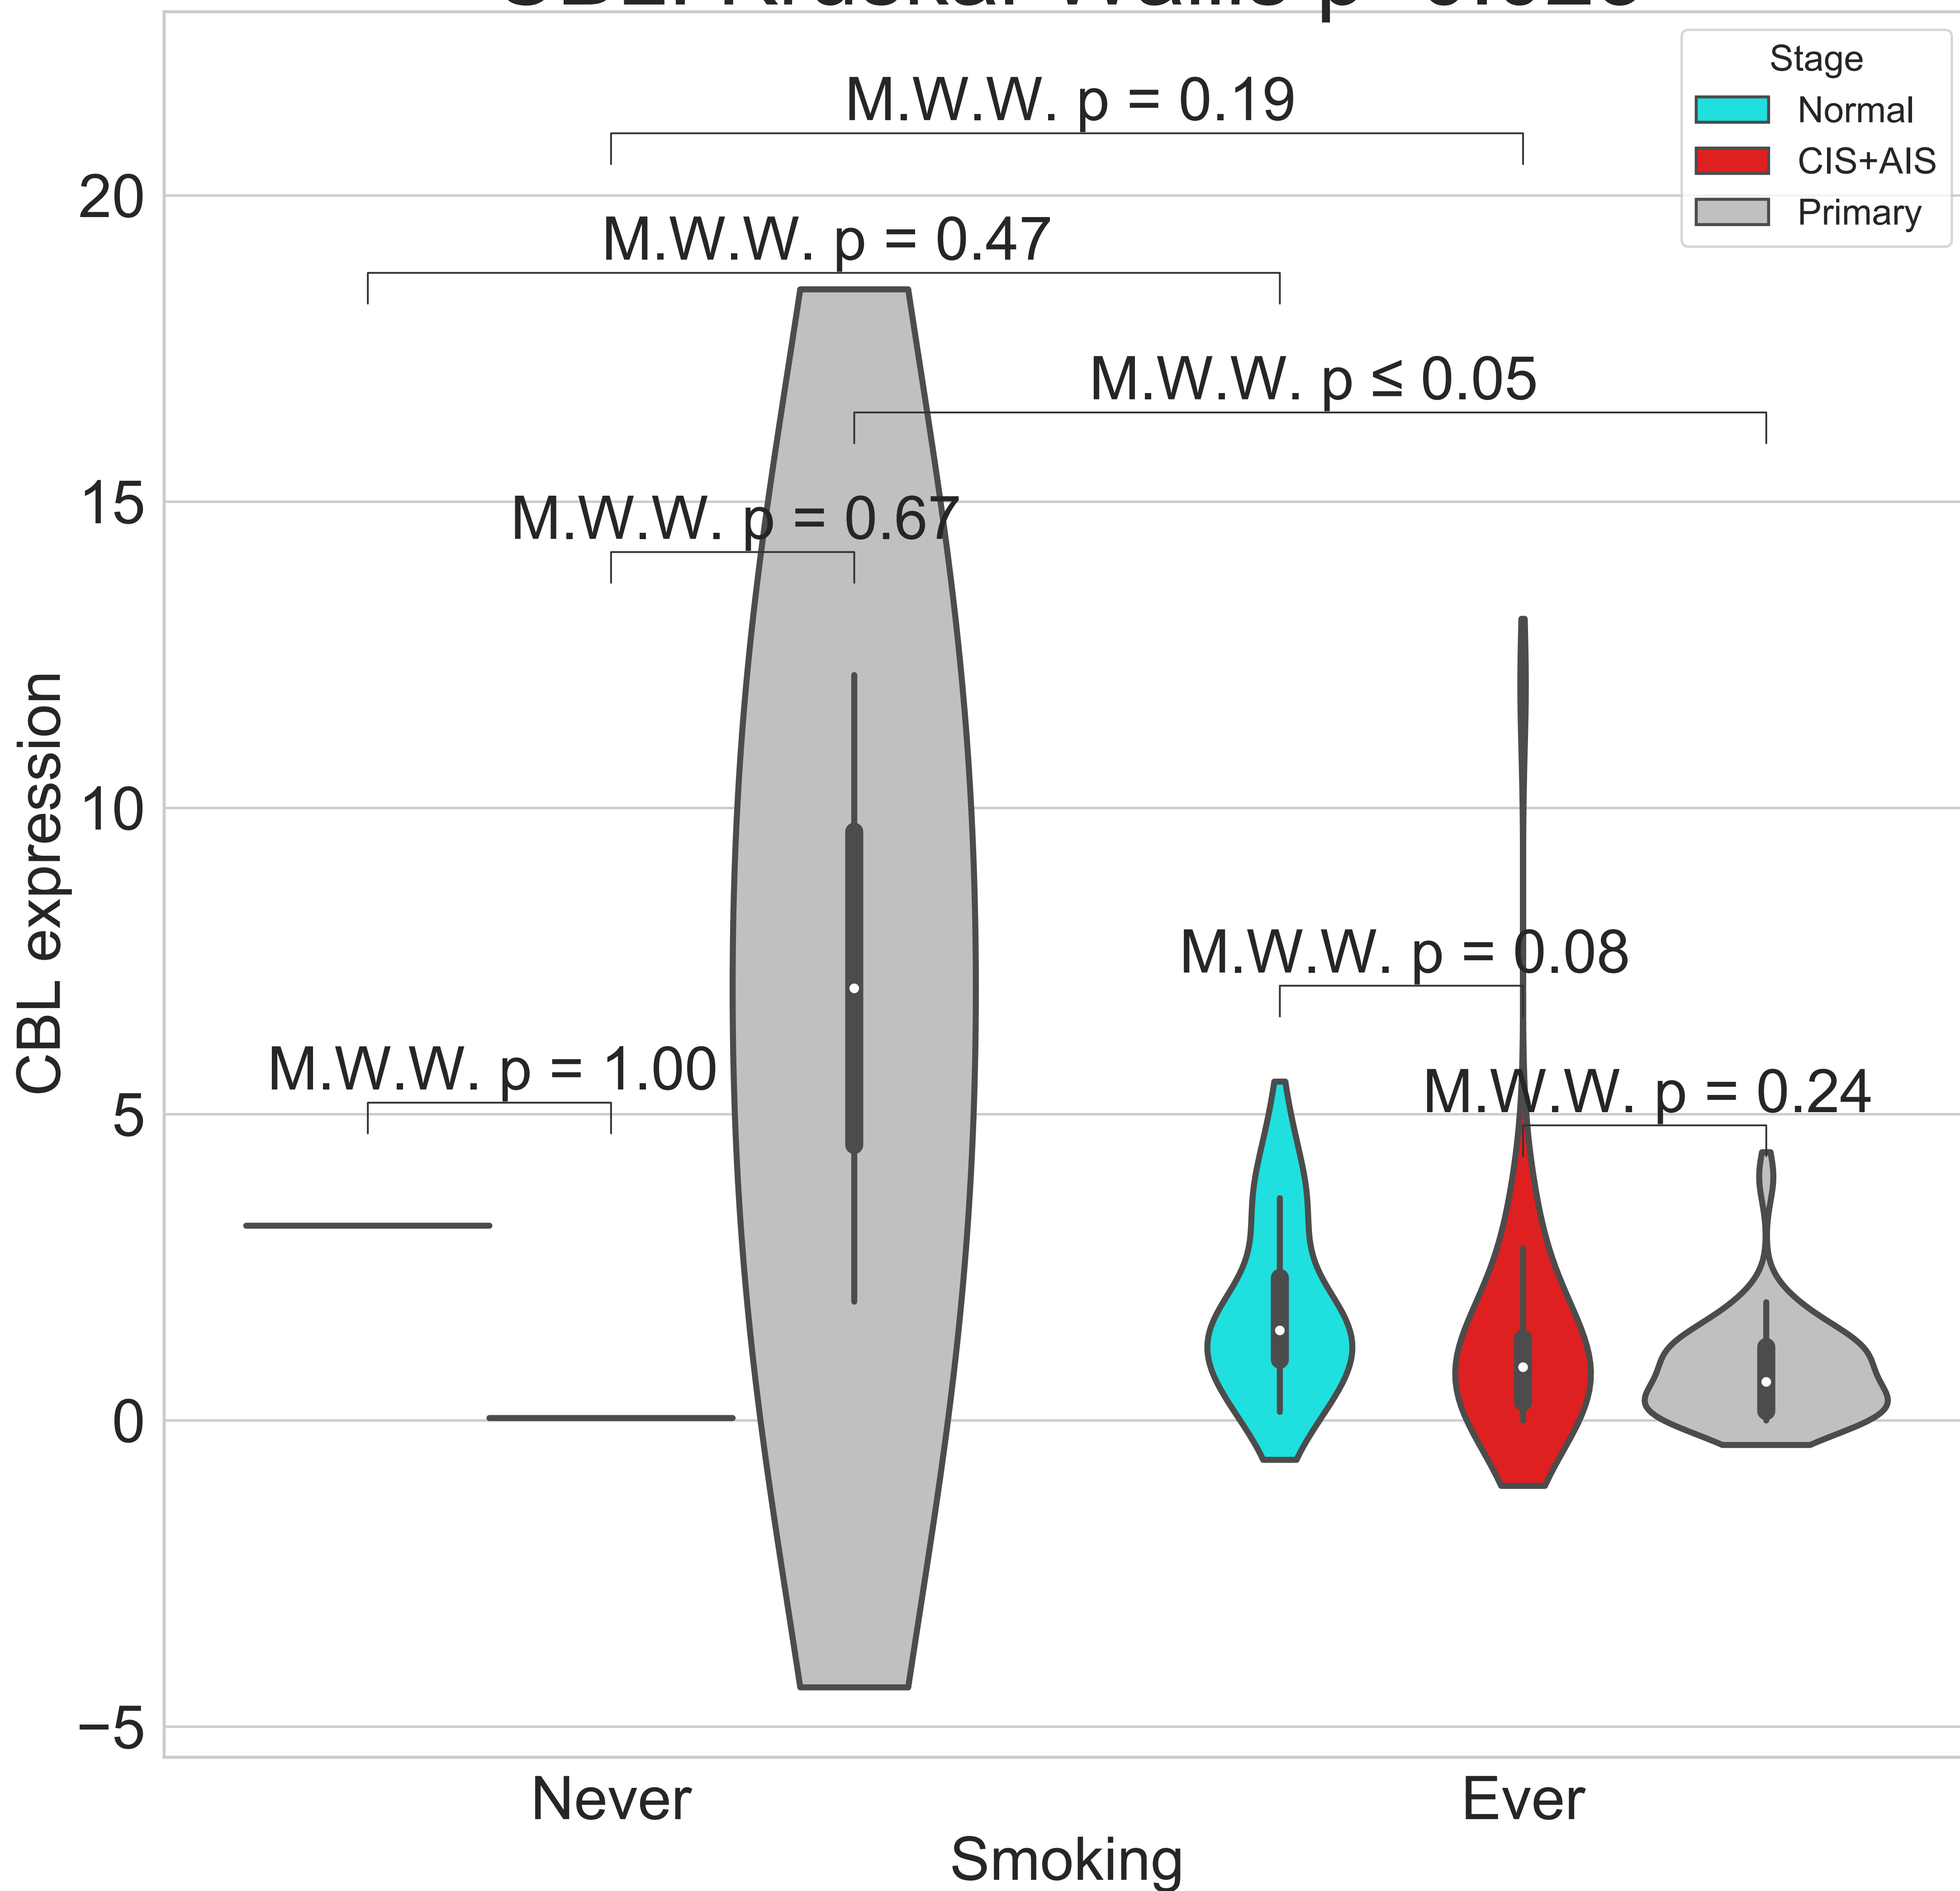 Stage
Normal
CIS+AIS
Primary
M.W.W. p = 0.19
M.W.W. p = 0.47
M.W.W. p ≤ 0.05
M.W.W. p = 0.67
M.W.W. p = 0.08
M.W.W. p = 0.24
M.W.W. p = 1.00
20
15
10
5
0
−5
CBL expression
Never
Ever
Smoking